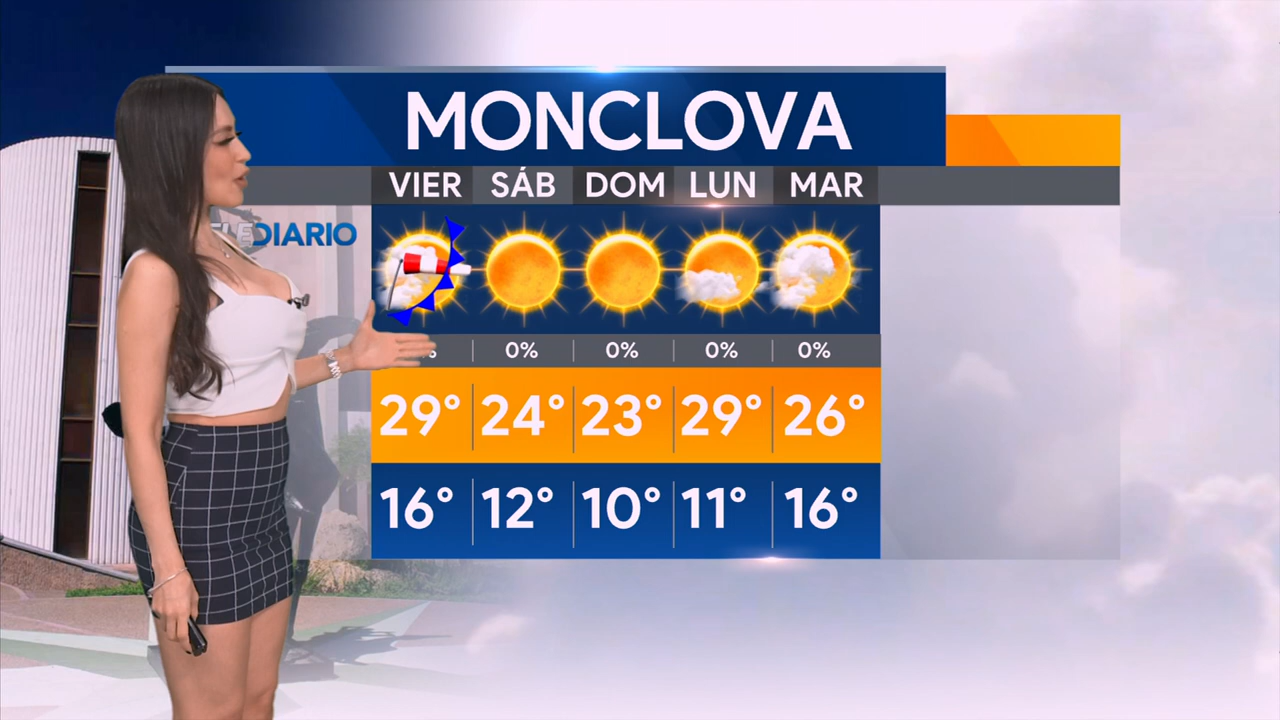 MONCLOVA
VIER SÁB DOM LUN MAR
TELEDIARIO
% 0% 0% 0% 0%
29° 24° 23° 29° 26°
16° 12° 10° 11° 16°